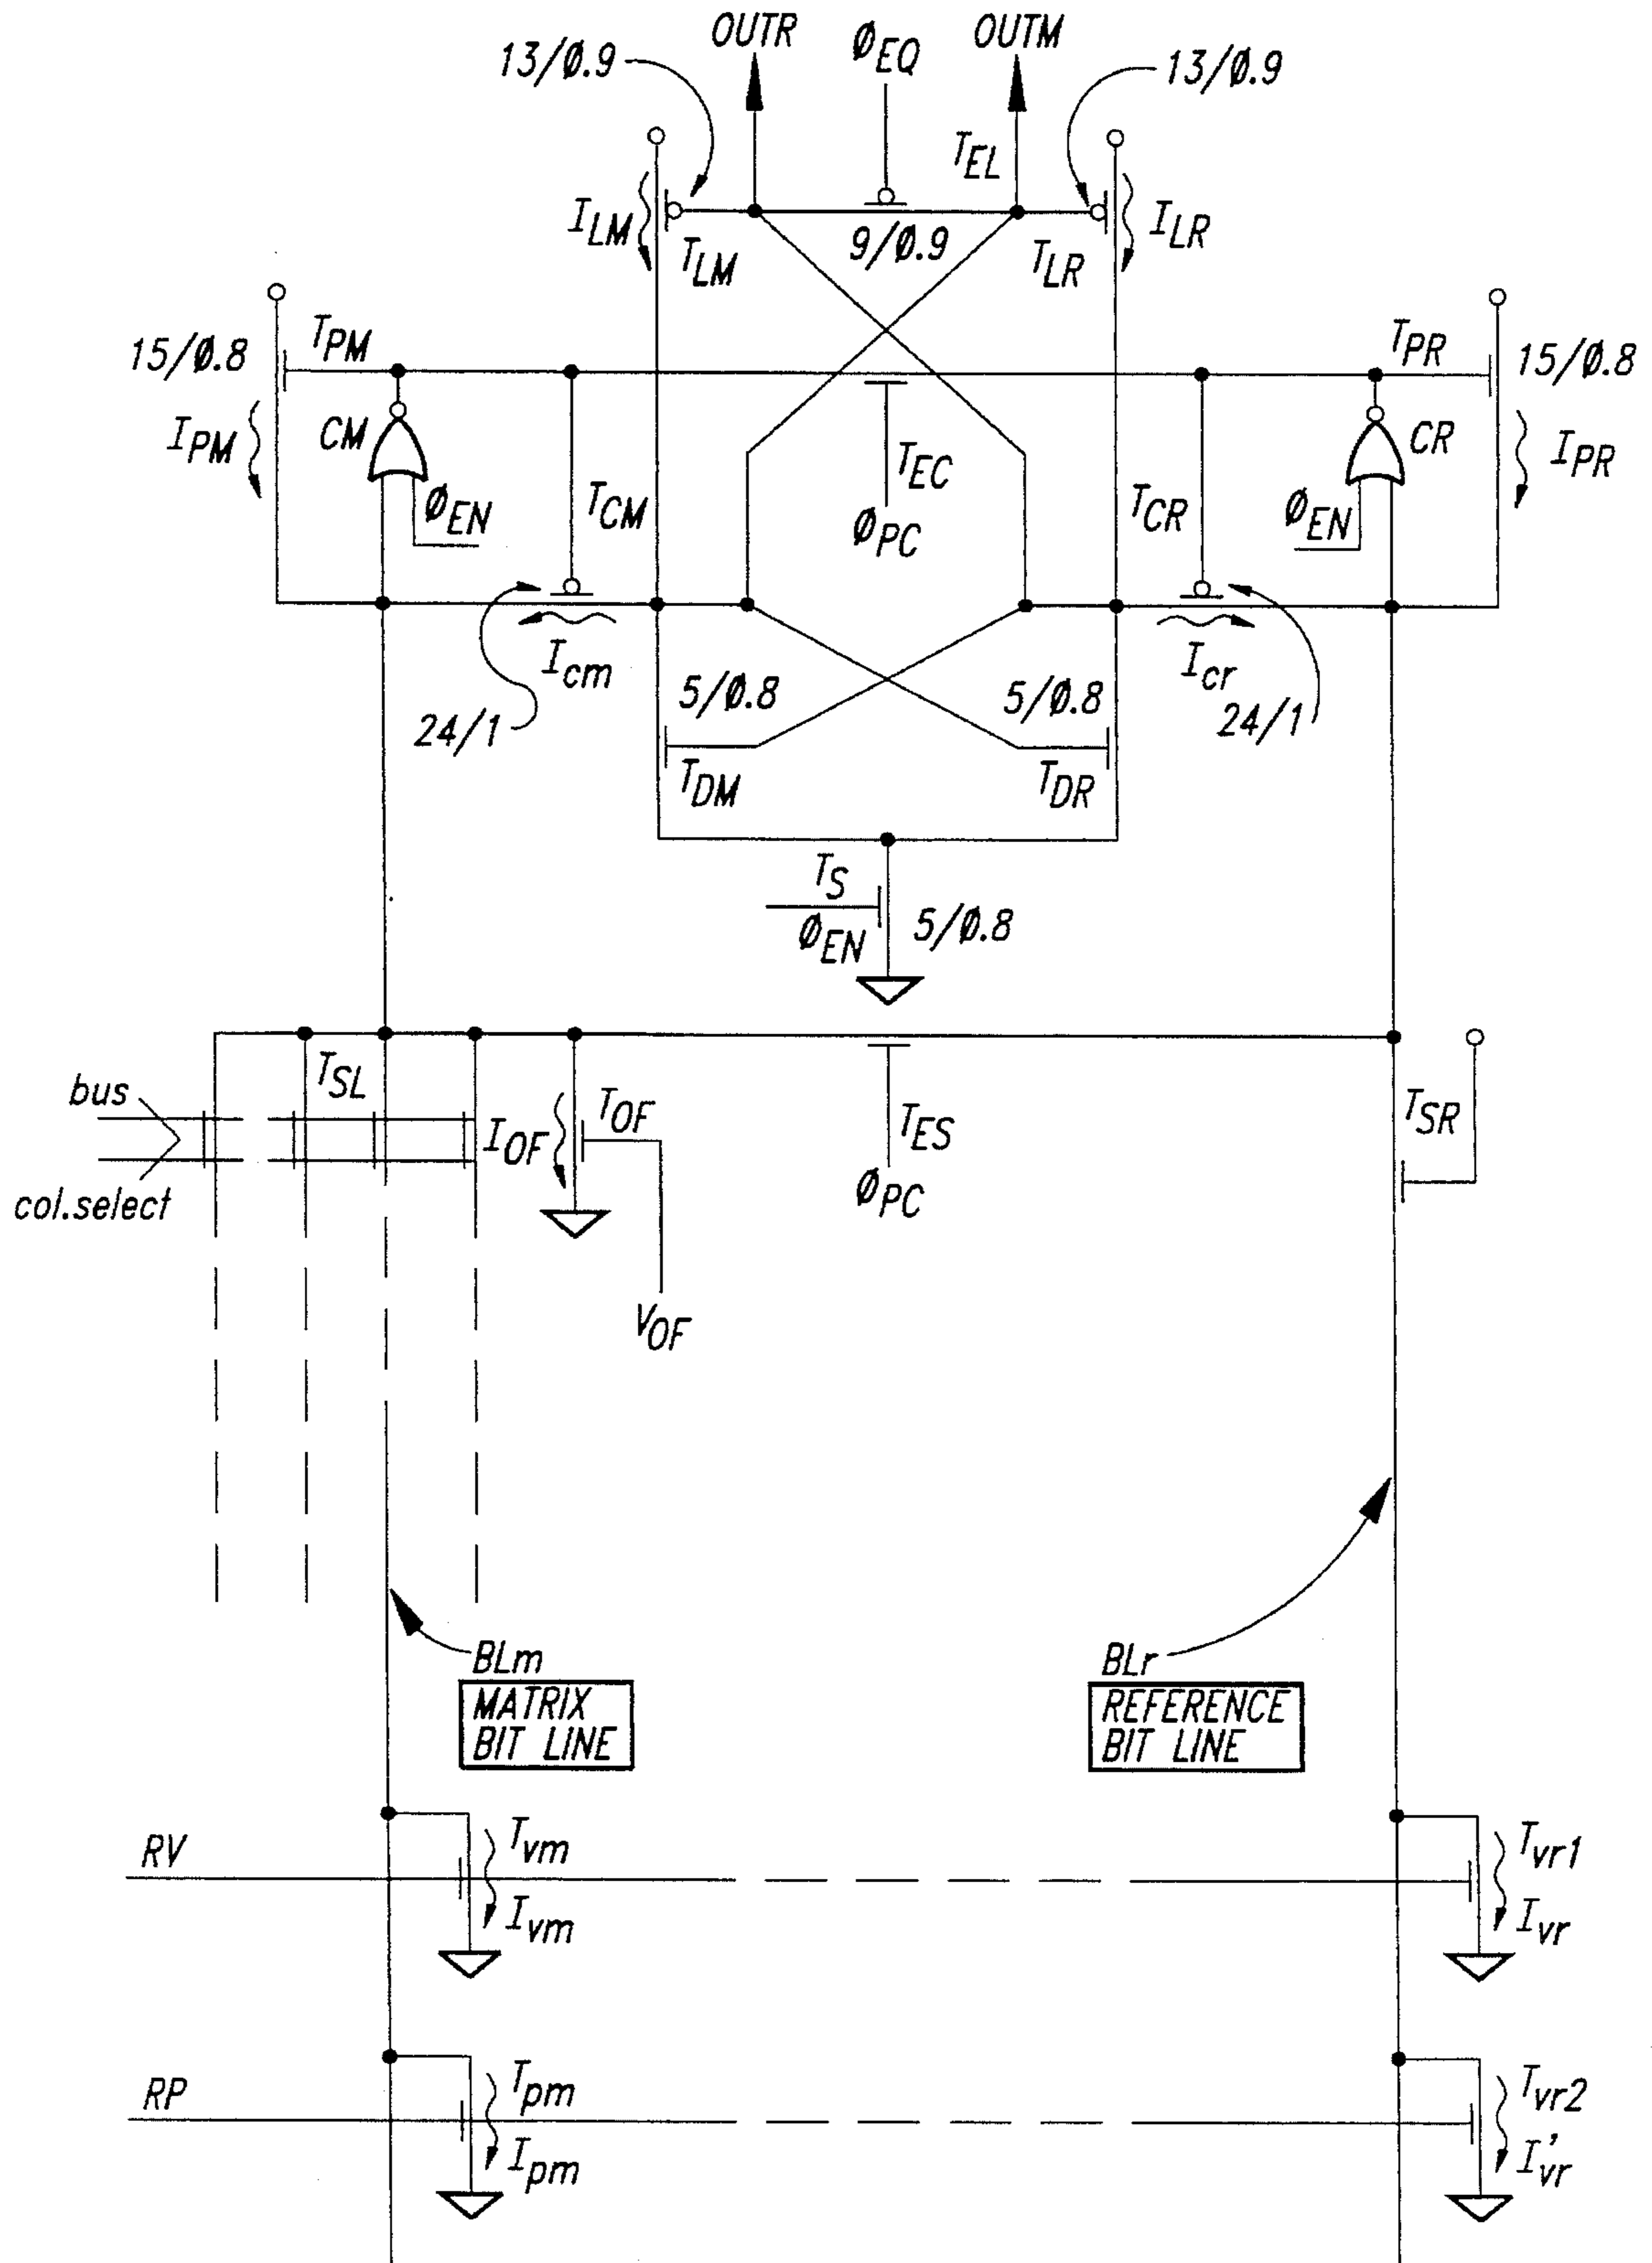 OUTR
ØEQ
OUTM
13/Ø.9
13/Ø.9
TEL
ILM
ILR
TLM
9/Ø.9
TLR
TPM
TPR
15/Ø.8
15/Ø.8
IPM
CM
CR
IPR
TEC
ØEN
TCM
TCR
ØEN
ØPC
Icm
Icr
24/1
5/Ø.8
5/Ø.8
24/1
TDM
TDR
TS
ØEN
5/Ø.8
TSL
bus
IOF
TOF
TES
TSR
col.select
ØPC
VOF
BLm
MATRIX
BIT LINE
BLr
REFERENCE
BIT LINE
RV
Tvm
Tvr1
Ivm
Ivr
RP
Tpm
Tvr2
Ipm
I'vr